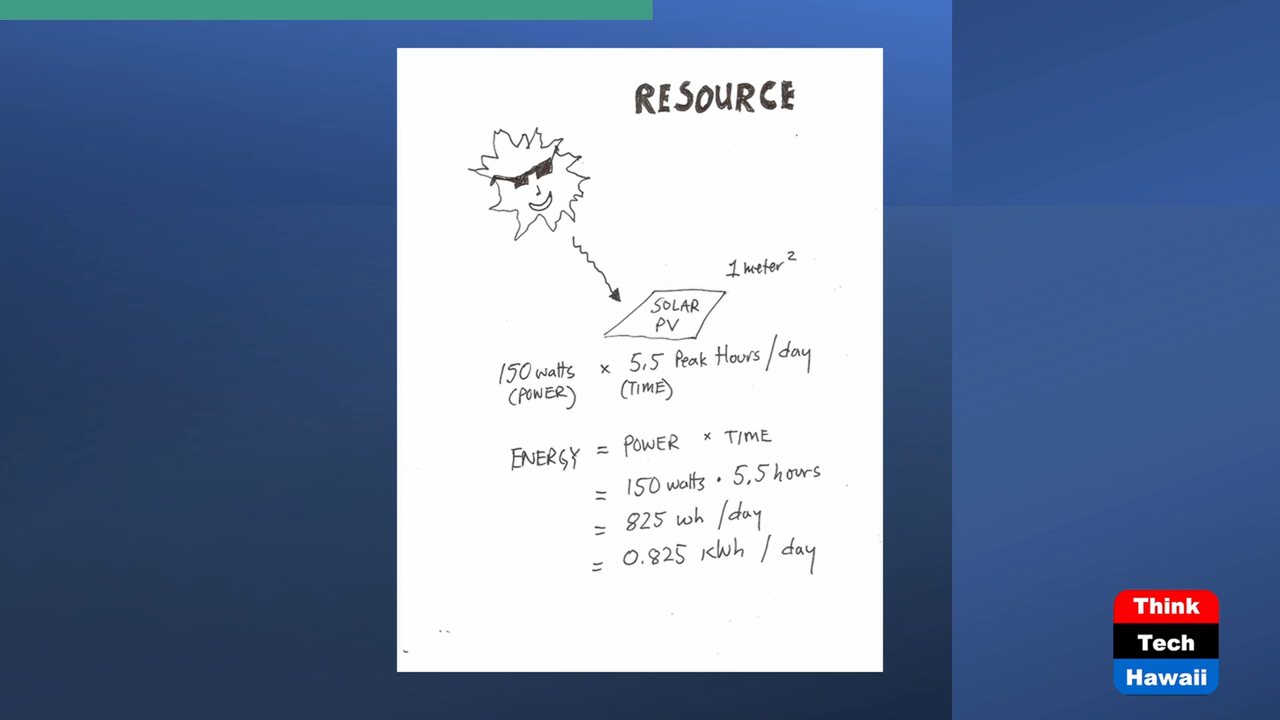 RESOURCE
1 meter²
SOLAR
PV
150 watts × 5.5 Peak Hours/day
(POWER) (TIME)
ENERGY = POWER × TIME
= 150 watts · 5.5 hours
= 825 wh /day
= 0.825 kWh / day
Think
Tech
Hawaii